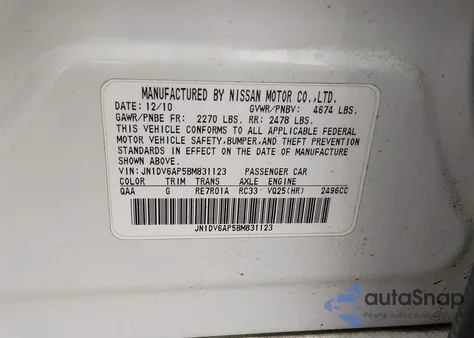 MANUFACTURED BY NISSAN MOTOR CO.,LTD.
DATE: 12/10 GVWR/PNBV: 4674 LBS.
GAWR/PNBE FR: 2270 LBS. RR: 2478 LBS.
THIS VEHICLE CONFORMS TO ALL APPLICABLE FEDERAL
MOTOR VEHICLE SAFETY,BUMPER,AND THEFT PREVENTION
STANDARDS IN EFFECT ON THE DATE OF MANUFACTURE
SHOWN ABOVE.
VIN: JN1DV6AP5BM831123 PASSENGER CAR
COLOR TRIM TRANS AXLE ENGINE
QAA G RE7R01A RC33 VQ25(HR) 2496CC
JN1DV6AP5BM831123
autoSnap